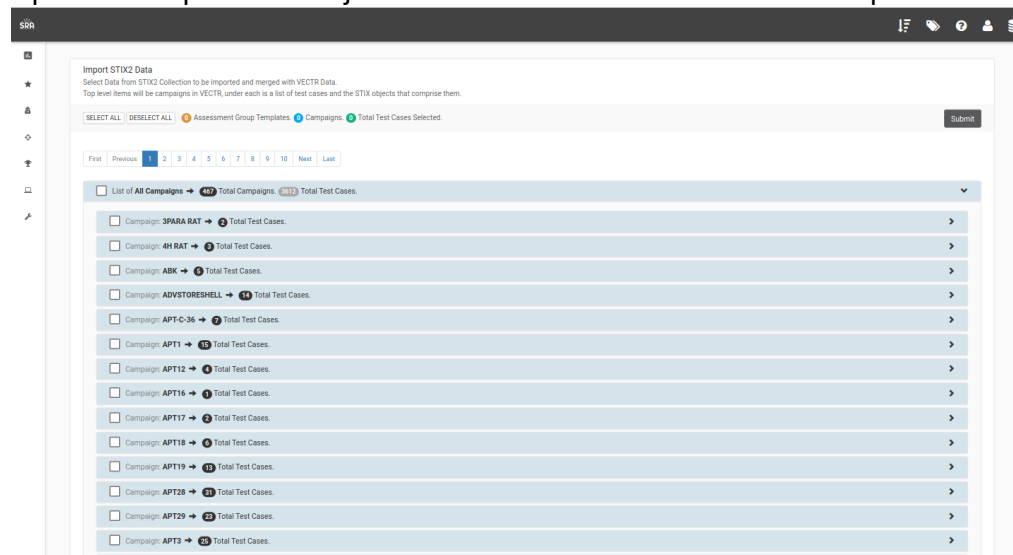 SRA
Import STIX2 Data
Select Data from STIX2 Collection to be imported and merged with VECTR Data.
Top level items will be campaigns in VECTR, under each is a list of test cases and the STIX objects that comprise them.
SELECT ALL DESELECT ALL 0 Assessment Group Templates. 0 Campaigns. 0 Total Test Cases Selected. Submit
First Previous 1 2 3 4 5 6 7 8 9 10 Next Last
List of All Campaigns → 467 Total Campaigns. 3612 Total Test Cases.
Campaign: 3PARA RAT → 2 Total Test Cases.
Campaign: 4H RAT → 3 Total Test Cases.
Campaign: ABK → 5 Total Test Cases.
Campaign: ADVSTORESHELL → 14 Total Test Cases.
Campaign: APT-C-36 → 7 Total Test Cases.
Campaign: APT1 → 15 Total Test Cases.
Campaign: APT12 → 4 Total Test Cases.
Campaign: APT16 → 1 Total Test Cases.
Campaign: APT17 → 2 Total Test Cases.
Campaign: APT18 → 6 Total Test Cases.
Campaign: APT19 → 13 Total Test Cases.
Campaign: APT28 → 31 Total Test Cases.
Campaign: APT29 → 23 Total Test Cases.
Campaign: APT3 → 25 Total Test Cases.